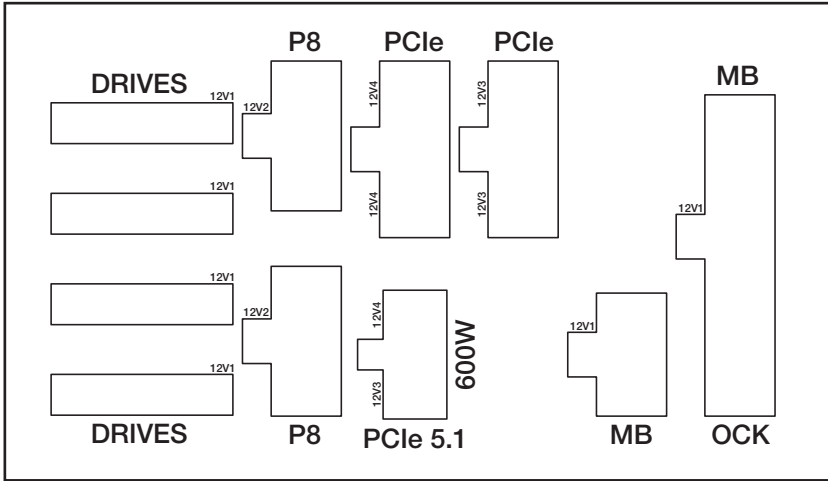 P8
PCIe
PCIe
DRIVES
MB
12V1
12V2
12V4
12V3
12V4
12V3
12V1
12V1
12V1
12V2
12V4
12V3
600W
12V1
12V1
DRIVES
P8
PCIe 5.1
MB
OCK